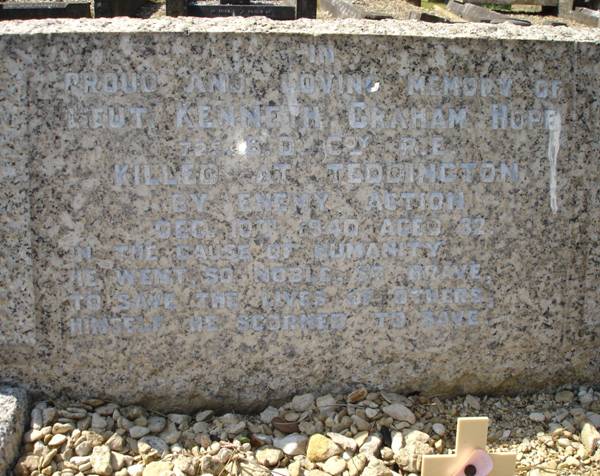 IN
PROUD AND LOVING MEMORY OF
LIEUT. KENNETH GRAHAM HOPE
B.D. COY R.E.
KILLED AT TEDDINGTON
BY ENEMY ACTION
DEC. 10TH 1940 AGED 32.
IN THE CAUSE OF HUMANITY,
HE WENT SO NOBLE, SO BRAVE,
TO SAVE THE LIVES OF OTHERS,
HIMSELF HE SCORNED TO SAVE.